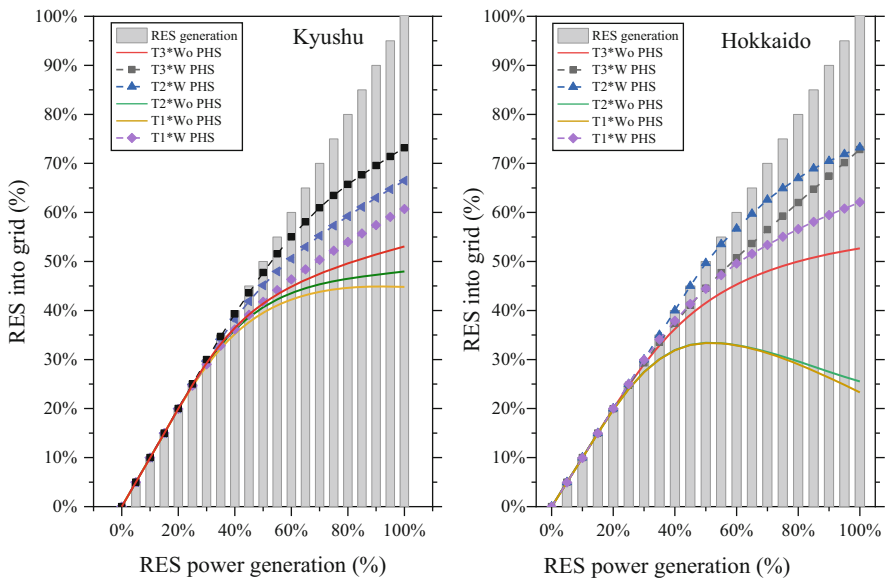 Kyushu
RES generation
T3*Wo PHS
T3*W PHS
T2*W PHS
T2*Wo PHS
T1*Wo PHS
T1*W PHS
100%
90%
80%
70%
60%
50%
40%
30%
20%
10%
0%
RES into grid (%)
0% 20% 40% 60% 80% 100%
RES power generation (%)
Hokkaido
RES generation
T3*Wo PHS
T3*W PHS
T2*W PHS
T2*Wo PHS
T1*Wo PHS
T1*W PHS
100%
90%
80%
70%
60%
50%
40%
30%
20%
10%
0%
RES into grid (%)
0% 20% 40% 60% 80% 100%
RES power generation (%)